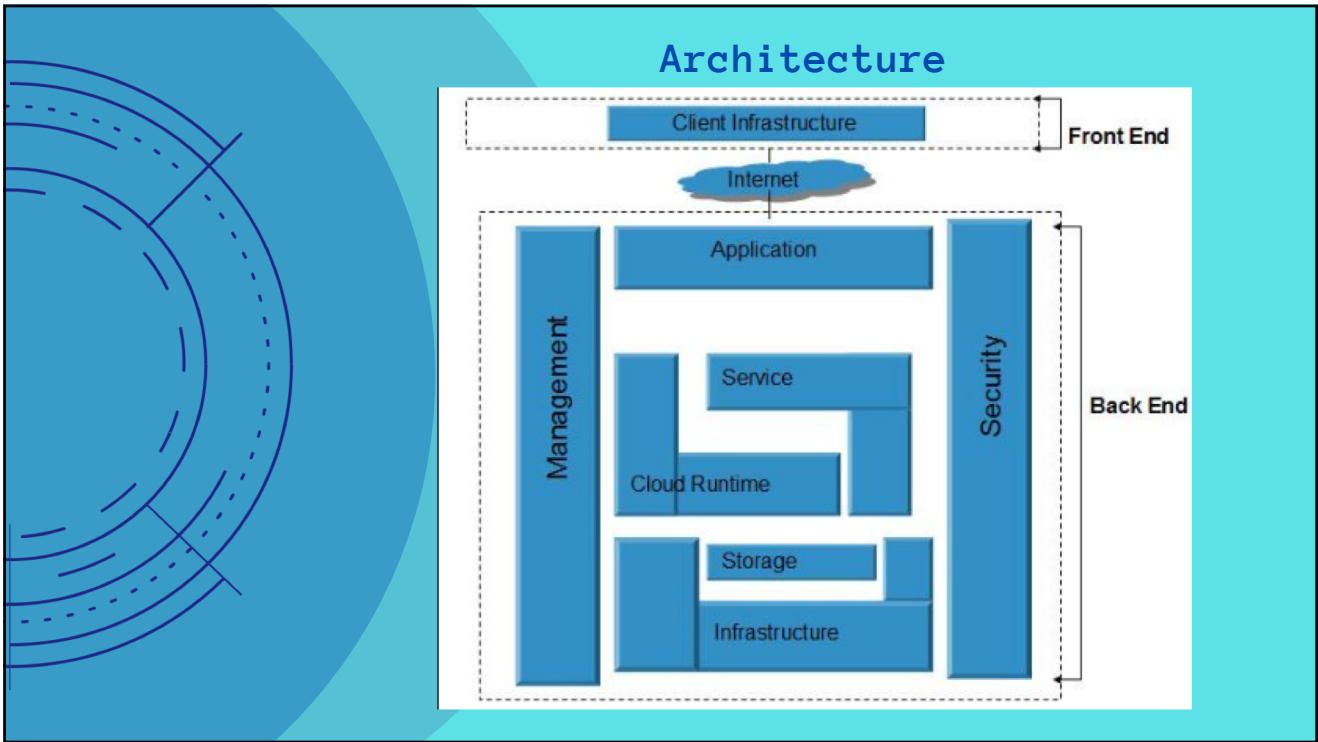 Architecture
Client Infrastructure
Front End
Internet
Application
Management
Security
Service
Back End
Cloud Runtime
Storage
Infrastructure